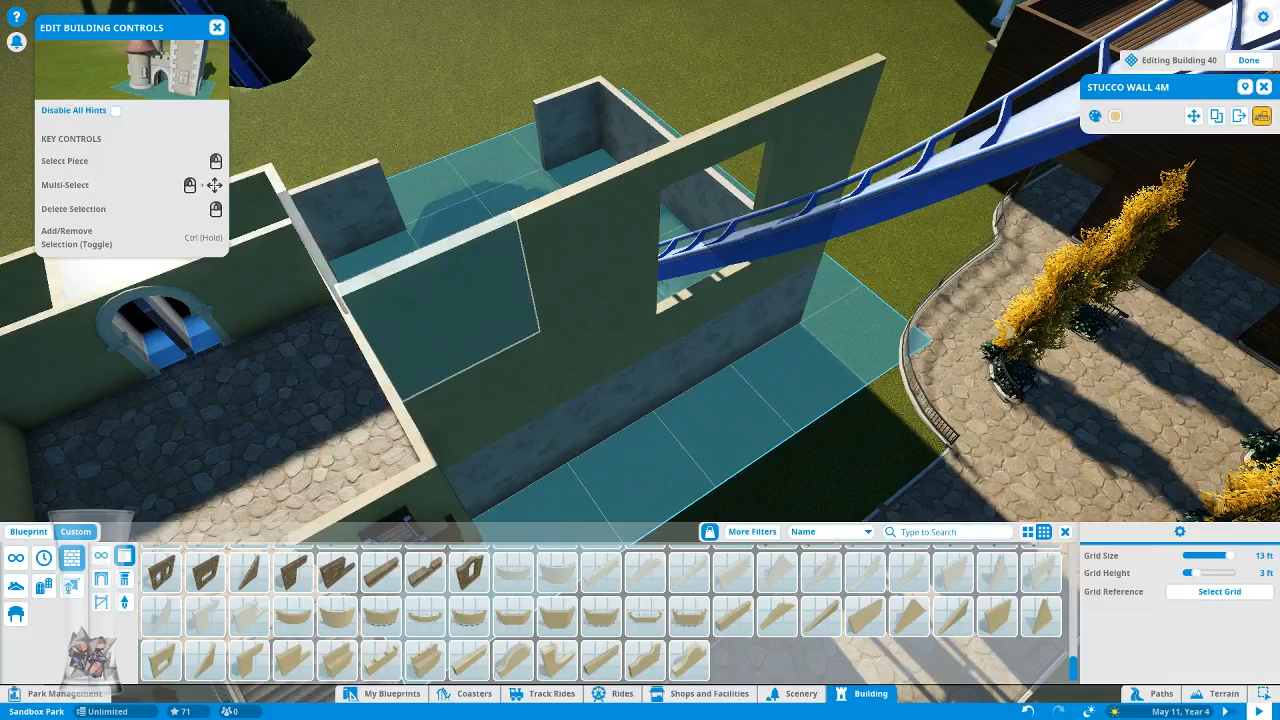 EDIT BUILDING CONTROLS
Disable All Hints
KEY CONTROLS
Select Piece
Multi-Select
Delete Selection
Add/Remove
Selection (Toggle)
Ctrl (Hold)
Editing Building 40
Done
STUCCO WALL 4M
Blueprint
Custom
More Filters
Name
Type to Search
Grid Size
13 ft
Grid Height
3 ft
Grid Reference
Select Grid
Park Management
My Blueprints
Coasters
Track Rides
Rides
Shops and Facilities
Scenery
Building
Paths
Terrain
Sandbox Park
Unlimited
71
0
May 11, Year 4